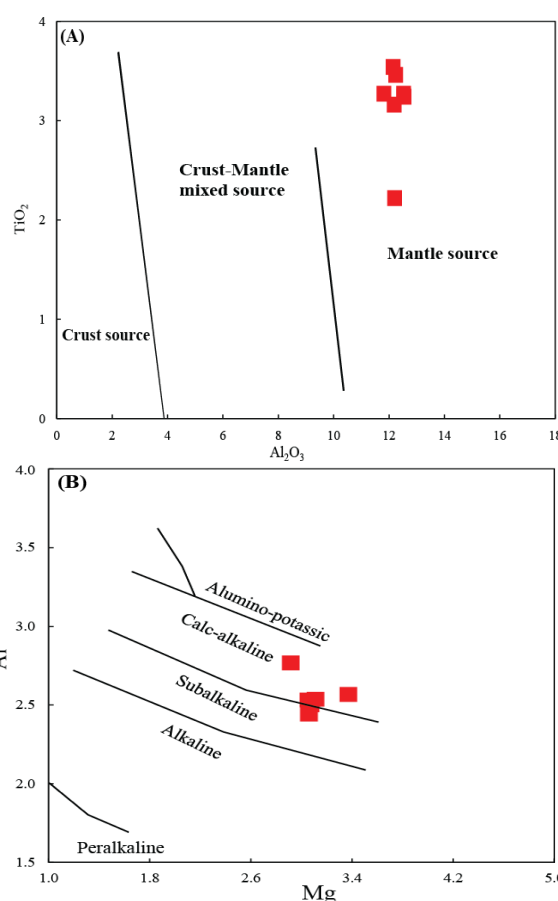 (A)
4
3
2
1
0
TiO₂
Crust-Mantle
mixed source
Mantle source
Crust source
0 2 4 6 8 10 12 14 16 18
Al₂O₃
(B)
4.0
3.5
3.0
2.5
2.0
1.5
Alumino-potassic
Calc-alkaline
Subalkaline
Alkaline
Peralkaline
1.0 1.8 2.6 3.4 4.2 5.0
Mg